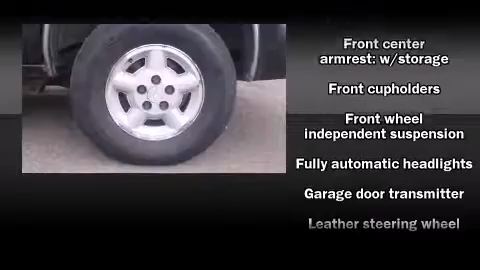 Front center
armrest: w/storage
Front cupholders
Front wheel
independent suspension
Fully automatic headlights
Garage door transmitter
Leather steering wheel